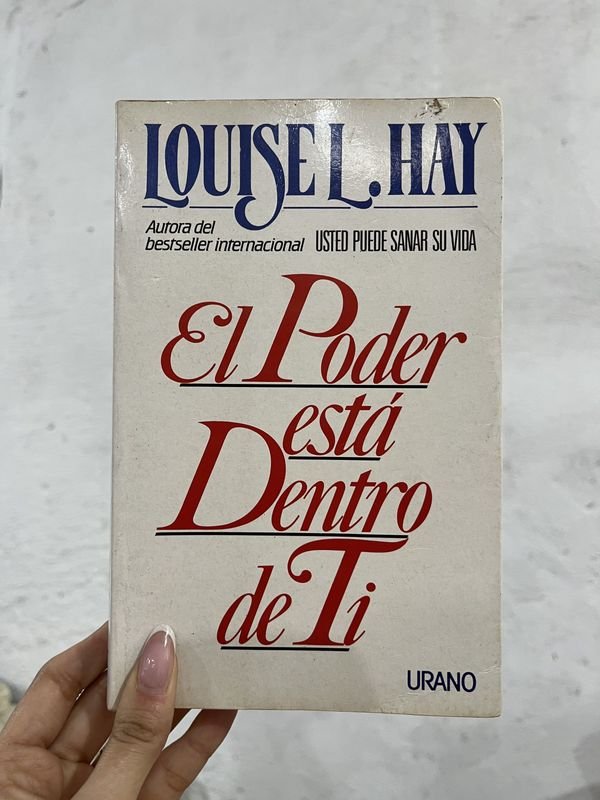 LOUISE L. HAY
Autora del
bestseller internacional USTED PUEDE SANAR SU VIDA
El Poder
está
Dentro
de Ti
URANO